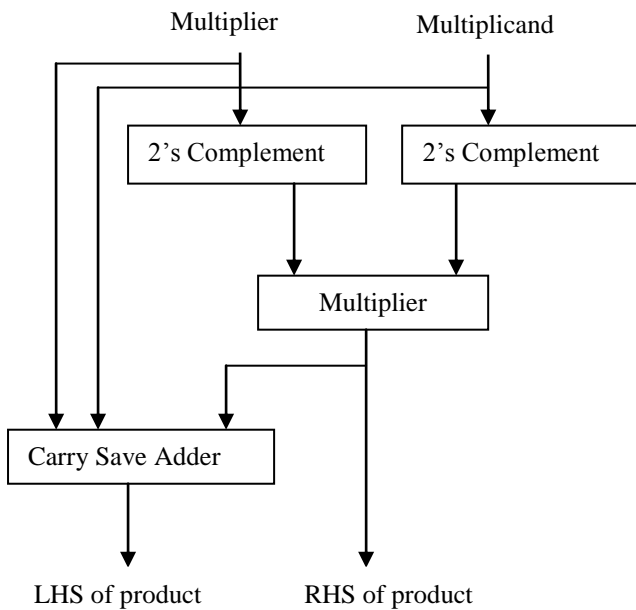 Multiplier
Multiplicand
2’s Complement
2’s Complement
Multiplier
Carry Save Adder
LHS of product
RHS of product